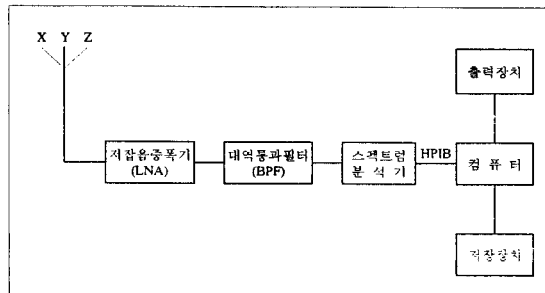 X Y Z
출력장치
저잡음증폭기
(LNA)
대역통과필터
(BPF)
스펙트럼
분 석 기
HPIB
컴 퓨 터
저장장치